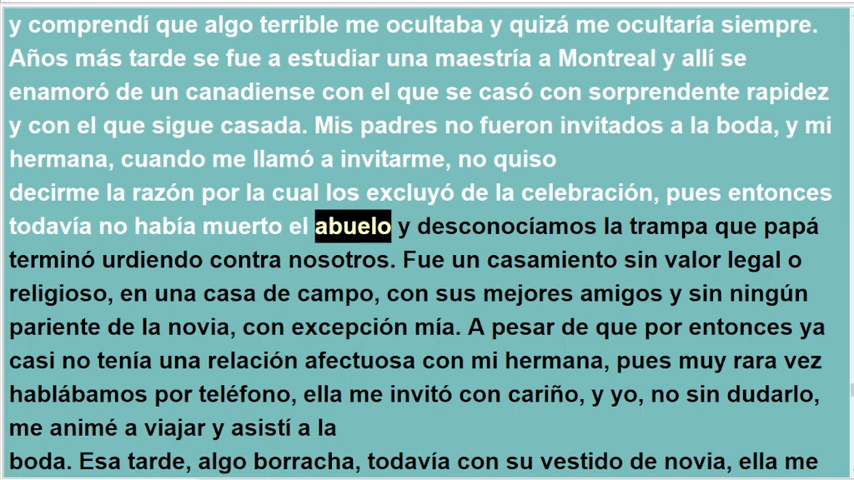 y comprendí que algo terrible me ocultaba y quizá me ocultaría siempre.
Años más tarde se fue a estudiar una maestría a Montreal y allí se
enamoró de un canadiense con el que se casó con sorprendente rapidez
y con el que sigue casada. Mis padres no fueron invitados a la boda, y mi
hermana, cuando me llamó a invitarme, no quiso
decirme la razón por la cual los excluyó de la celebración, pues entonces
todavía no había muerto el abuelo y desconocíamos la trampa que papá
terminó urdiendo contra nosotros. Fue un casamiento sin valor legal o
religioso, en una casa de campo, con sus mejores amigos y sin ningún
pariente de la novia, con excepción mía. A pesar de que por entonces ya
casi no tenía una relación afectuosa con mi hermana, pues muy rara vez
hablábamos por teléfono, ella me invitó con cariño, y yo, no sin dudarlo,
me animé a viajar y asistí a la
boda. Esa tarde, algo borracha, todavía con su vestido de novia, ella me